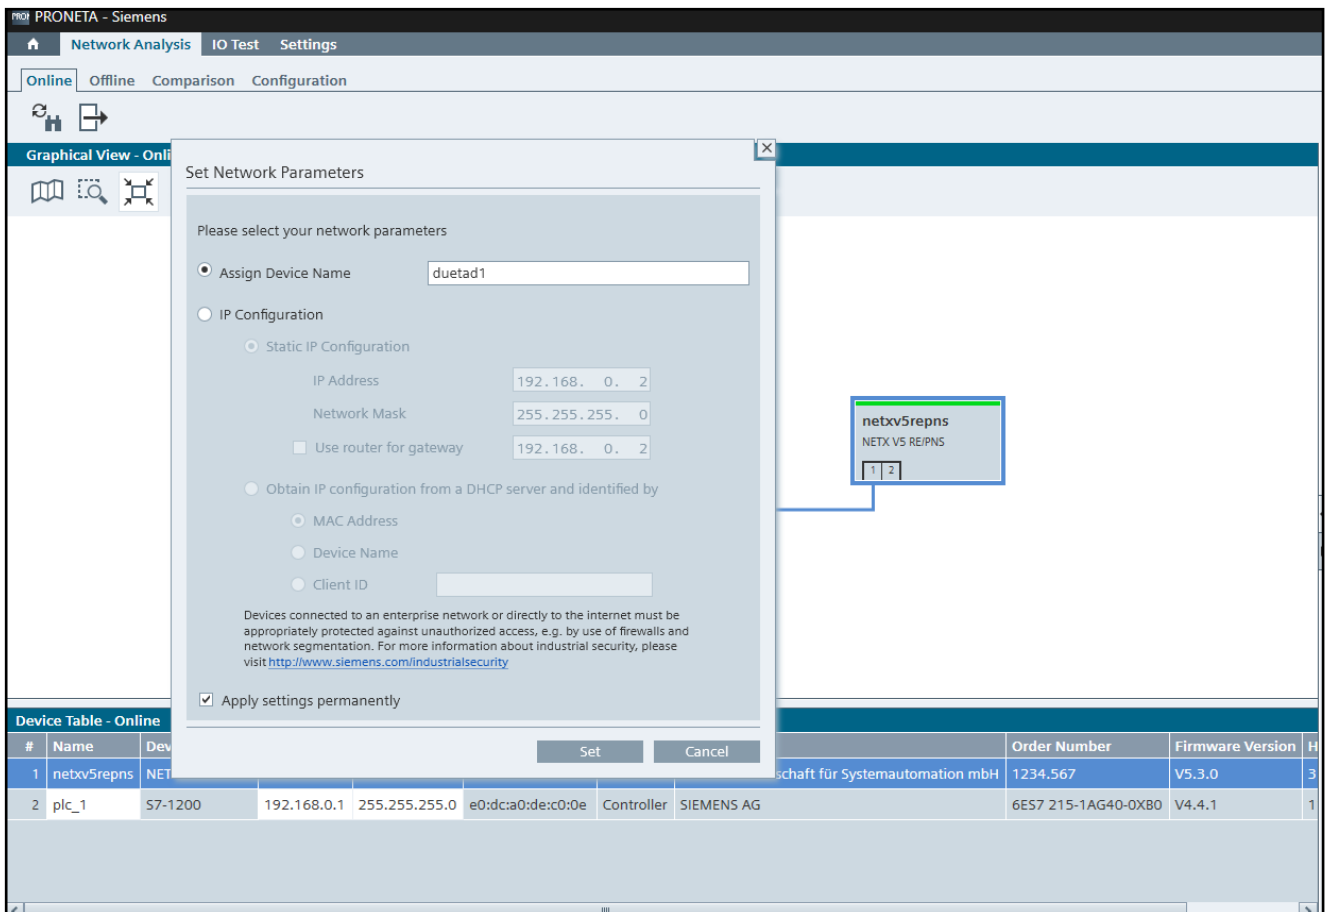 PRONETA - Siemens
Network Analysis IO Test Settings
Online Offline Comparison Configuration
Graphical View - Onli
Set Network Parameters
Please select your network parameters
Assign Device Name duetad1
IP Configuration
Static IP Configuration
IP Address 192.168. 0. 2
Network Mask 255.255.255. 0
Use router for gateway 192.168. 0. 2
Obtain IP configuration from a DHCP server and identified by
MAC Address
Device Name
Client ID
Devices connected to an enterprise network or directly to the internet must be
appropriately protected against unauthorized access, e.g. by use of firewalls and
network segmentation. For more information about industrial security, please
visit http://www.siemens.com/industrialsecurity
Apply settings permanently
Set Cancel
netxv5repns
NETX V5 RE/PNS
1 2
Device Table - Online
# Name Dev Order Number Firmware Version H
1 netxv5repns NET schaft für Systemautomation mbH 1234.567 V5.3.0 3
2 plc_1 S7-1200 192.168.0.1 255.255.255.0 e0:dc:a0:de:c0:0e Controller SIEMENS AG 6ES7 215-1AG40-0XB0 V4.4.1 1